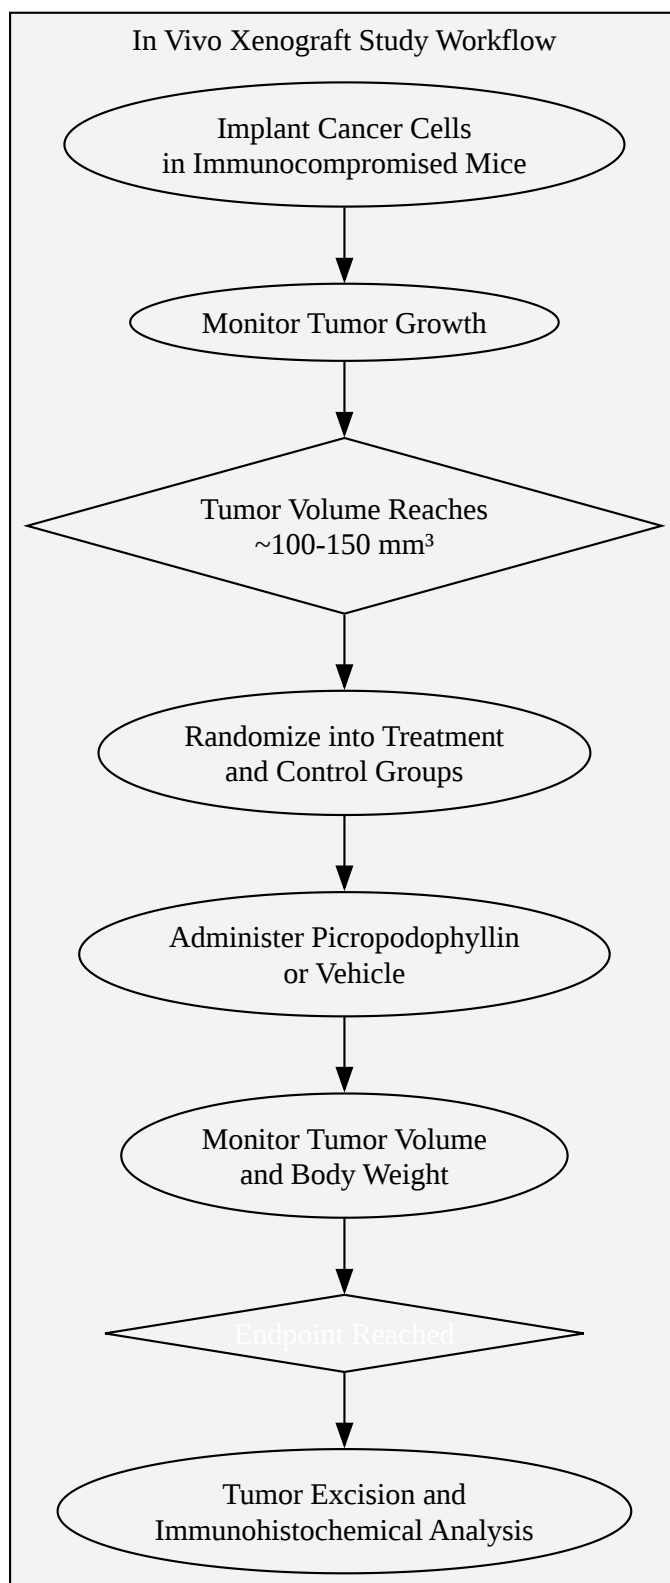 In Vivo Xenograft Study Workflow
Implant Cancer Cells
in Immunocompromised Mice
Monitor Tumor Growth
Tumor Volume Reaches
~100-150 mm³
Randomize into Treatment
and Control Groups
Administer Picropodophyllin
or Vehicle
Monitor Tumor Volume
and Body Weight
Endpoint Reached
Tumor Excision and
Immunohistochemical Analysis